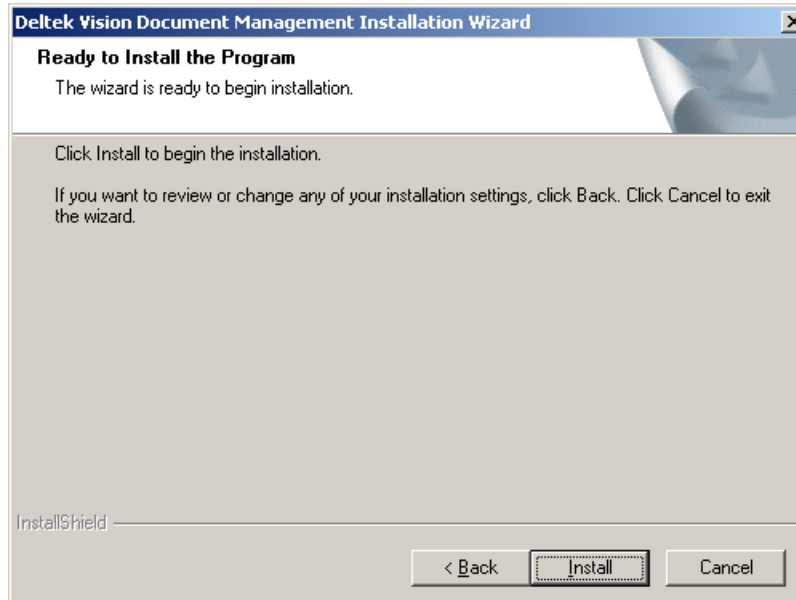 Deltek Vision Document Management Installation Wizard
Ready to Install the Program
The wizard is ready to begin installation.
Click Install to begin the installation.
If you want to review or change any of your installation settings, click Back. Click Cancel to exit
the wizard.
InstallShield
< Back Install Cancel